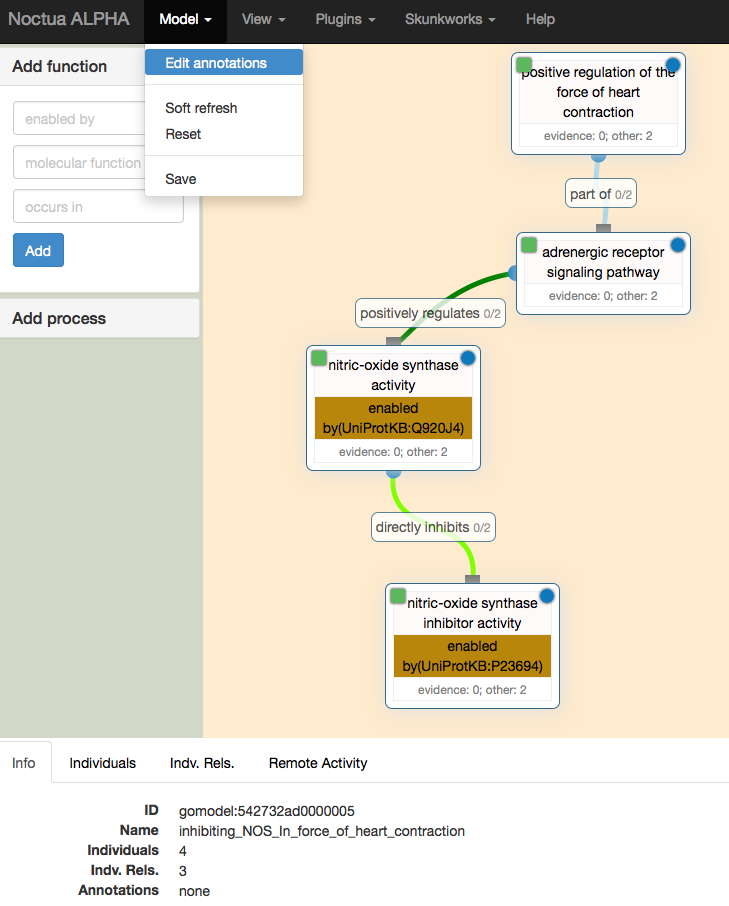 Noctua ALPHA Model View Plugins Skunkworks Help
Add function
enabled by
molecular function
occurs in
Add
Add process
Edit annotations
Soft refresh
Reset
Save
positive regulation of the
force of heart
contraction
evidence: 0; other: 2
part of 0/2
adrenergic receptor
signaling pathway
evidence: 0; other: 2
positively regulates 0/2
nitric-oxide synthase
activity
enabled
by(UniProtKB:Q920J4)
evidence: 0; other: 2
directly inhibits 0/2
nitric-oxide synthase
inhibitor activity
enabled
by(UniProtKB:P23694)
evidence: 0; other: 2
Info Individuals Indv. Rels. Remote Activity
ID gomodel:542732ad0000005
Name inhibiting_NOS_In_force_of_heart_contraction
Individuals 4
Indv. Rels. 3
Annotations none